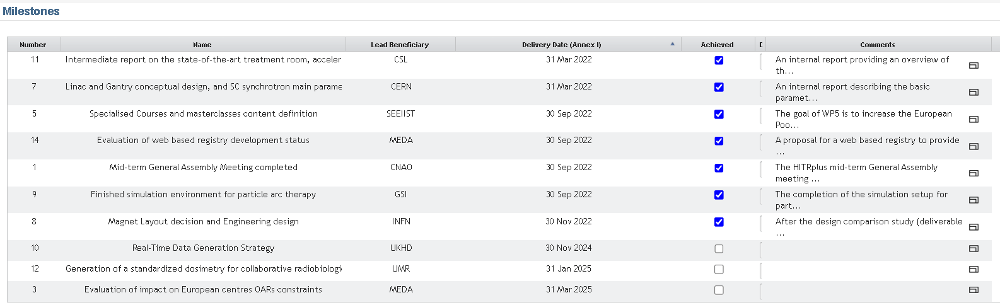 Milestones
Number Name Lead Beneficiary Delivery Date (Annex I) Achieved Comments
11 Intermediate report on the state-of-the-art treatment room, acceler CSL 31 Mar 2022 An internal report providing an overview of
th...
7 Linac and Gantry conceptual design, and SC synchrotron main parame CERN 31 Mar 2022 An internal report describing the basic
paramet...
5 Specialised Courses and masterclasses content definition SEEIIST 30 Sep 2022 The goal of WP5 is to increase the European
Poo...
14 Evaluation of web based registry development status MEDA 30 Sep 2022 A proposal for a web based registry to provide
...
1 Mid-term General Assembly Meeting completed CNAO 30 Sep 2022 The HITRplus mid-term General Assembly
meeting ...
9 Finished simulation environment for particle arc therapy GSI 30 Sep 2022 The completion of the simulation setup for
part...
8 Magnet Layout decision and Engineering design INFN 30 Nov 2022 After the design comparison study (deliverable
...
10 Real-Time Data Generation Strategy UKHD 30 Nov 2024
12 Generation of a standardized dosimetry for collaborative radiobiologi UMR 31 Jan 2025
3 Evaluation of impact on European centres OARs constraints MEDA 31 Mar 2025